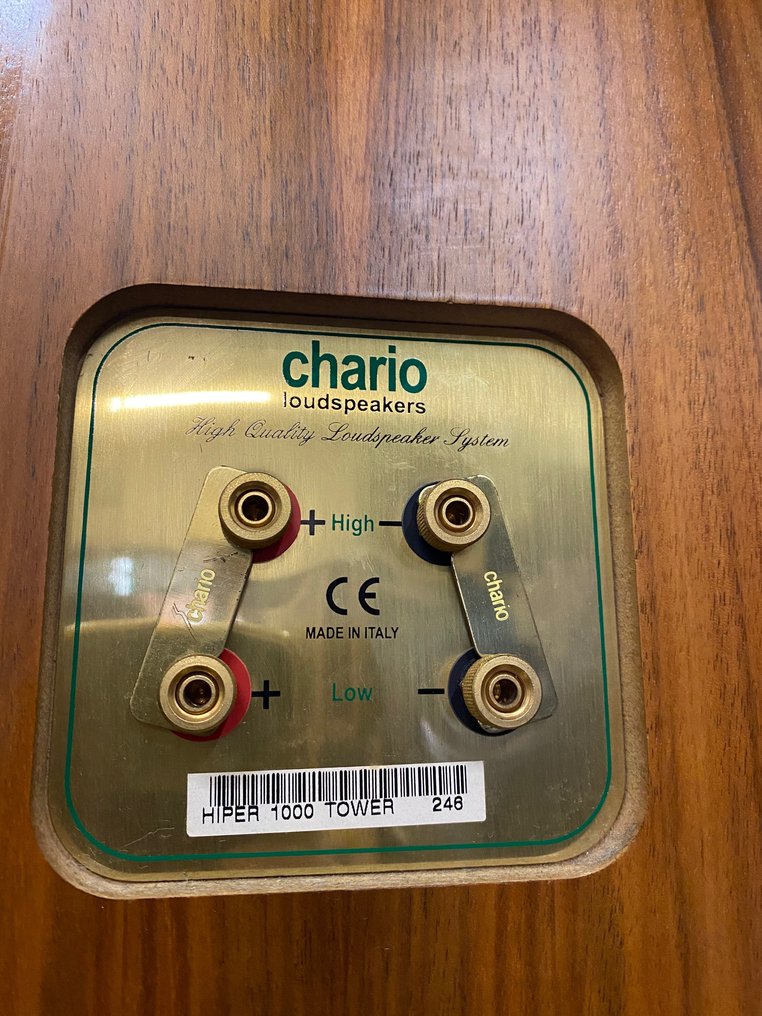 chario
loudspeakers
High Quality Loudspeaker System
+ High −
chario
chario
CE
MADE IN ITALY
+ Low −
HIPER 1000 TOWER 246